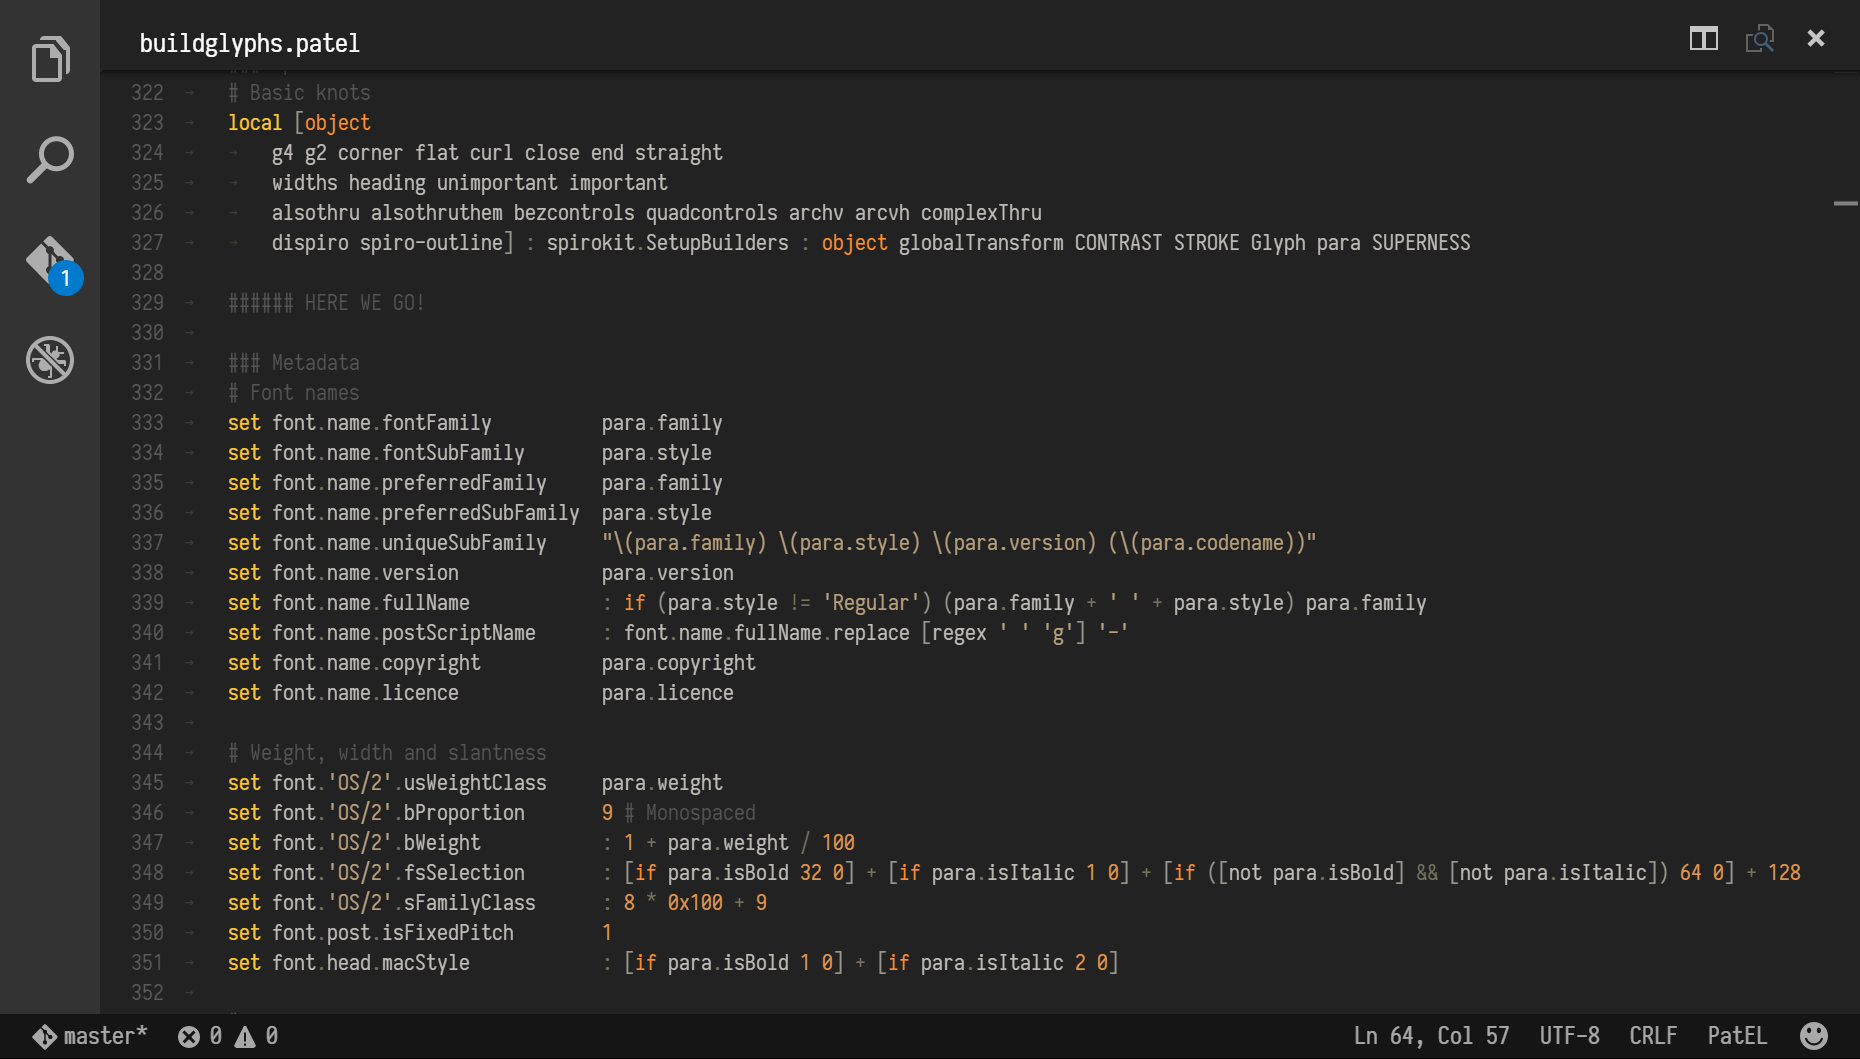 buildglyphs.patel
322 # Basic knots
323 local [object
324 g4 g2 corner flat curl close end straight
325 widths heading unimportant important
326 alsothru alsothruthem bezcontrols quadcontrols archv arcvh complexThru
327 dispiro spiro-outline] : spirokit.SetupBuilders : object globalTransform CONTRAST STROKE Glyph para SUPERNESS
328
329 ###### HERE WE GO!
330
331 ### Metadata
332 # Font names
333 set font.name.fontFamily para.family
334 set font.name.fontSubFamily para.style
335 set font.name.preferredFamily para.family
336 set font.name.preferredSubFamily para.style
337 set font.name.uniqueSubFamily "\(para.family) \(para.style) \(para.version) (\(para.codename))"
338 set font.name.version para.version
339 set font.name.fullName : if (para.style != 'Regular') (para.family + ' ' + para.style) para.family
340 set font.name.postScriptName : font.name.fullName.replace [regex ' ' 'g'] '-'
341 set font.name.copyright para.copyright
342 set font.name.licence para.licence
343
344 # Weight, width and slantness
345 set font.'OS/2'.usWeightClass para.weight
346 set font.'OS/2'.bProportion 9 # Monospaced
347 set font.'OS/2'.bWeight : 1 + para.weight / 100
348 set font.'OS/2'.fsSelection : [if para.isBold 32 0] + [if para.isItalic 1 0] + [if ([not para.isBold] && [not para.isItalic]) 64 0] + 128
349 set font.'OS/2'.sFamilyClass : 8 * 0x100 + 9
350 set font.post.isFixedPitch 1
351 set font.head.macStyle : [if para.isBold 1 0] + [if para.isItalic 2 0]
352
1
master* 0 0 Ln 64, Col 57 UTF-8 CRLF PatEL